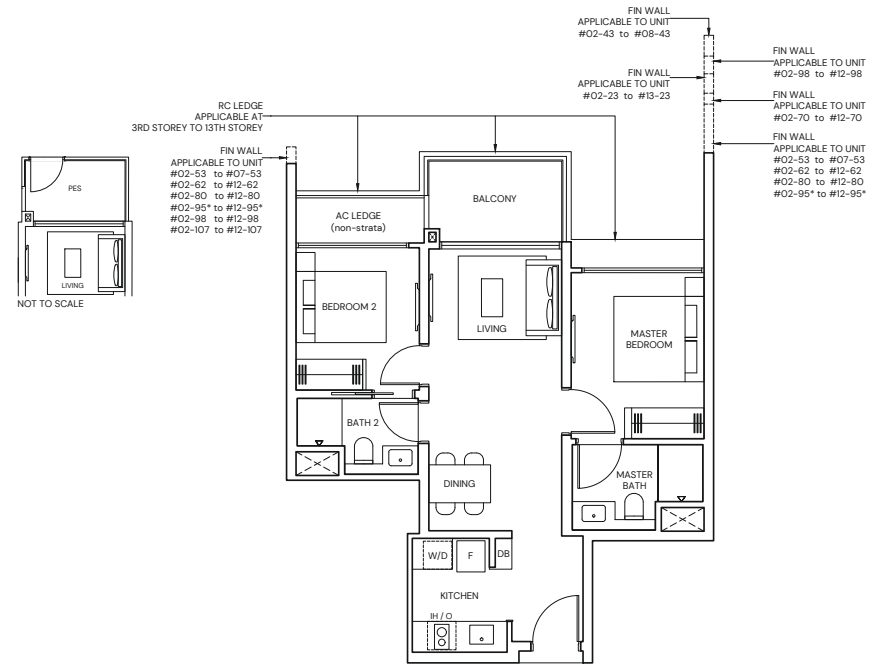 FIN WALL
APPLICABLE TO UNIT
#02-43 to #08-43
FIN WALL
APPLICABLE TO UNIT
#02-98 to #12-98
FIN WALL
APPLICABLE TO UNIT
#02-23 to #13-23
FIN WALL
APPLICABLE TO UNIT
#02-70 to #12-70
RC LEDGE
APPLICABLE AT
3RD STOREY TO 13TH STOREY
FIN WALL
APPLICABLE TO UNIT
#02-53 to #07-53
#02-62 to #12-62
#02-80 to #12-80
#02-95* to #12-95*
FIN WALL
APPLICABLE TO UNIT
#02-53 to #07-53
#02-62 to #12-62
#02-80 to #12-80
#02-95* to #12-95*
#02-98 to #12-98
#02-107 to #12-107
PES
LIVING
NOT TO SCALE
BALCONY
AC LEDGE
(non-strata)
BEDROOM 2
LIVING
MASTER
BEDROOM
BATH 2
DINING
MASTER
BATH
W/D
F
DB
KITCHEN
IH / O